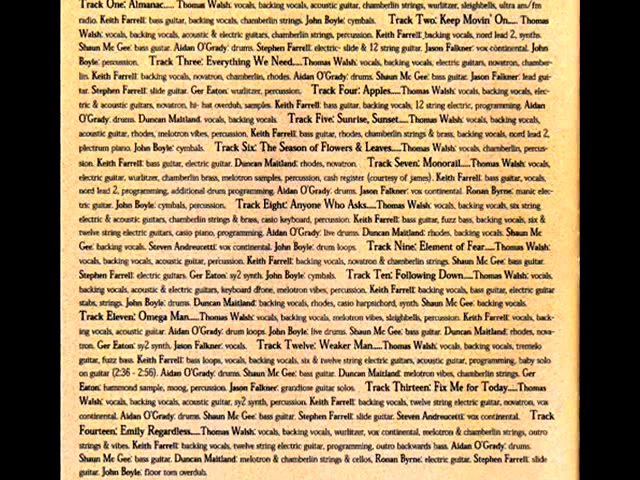 Track One: Almanac..... Thomas Walsh: vocals, backing vocals, acoustic guitar, chamberlin strings, wurlitzer, sleighbells, ultra am/fm
radio. Keith Farrell: bass guitar, backing vocals, chamberlin strings. John Boyle: cymbals. Track Two: Keep Movin' On..... Thomas
Walsh: vocals, backing vocals, acoustic & electric guitars, chamberlin strings, percussion. Keith Farrell: backing vocals, nord lead 2, synths.
Shaun Mc Gee: bass guitar. Aidan O'Grady: drums. Stephen Farrell: electric- slide & 12 string guitar. Jason Falkner: vox continental. John
Boyle: percussion. Track Three: Everything We Need.....Thomas Walsh: vocals, backing vocals, electric guitars, novatron, chamber-
lin. Keith Farrell: backing vocals, novatron, chamberlin, rhodes. Aidan O'Grady: drums. Shaun Mc Gee: bass guitar. Jason Falkner: lead gui-
tar. Stephen Farrell: slide guitar. Ger Eaton: wurlitzer, percussion. Track Four: Apples.....Thomas Walsh: vocals, backing vocals, elec-
tric & acoustic guitars, novatron, hi- hat overdub, samples. Keith Farrell: bass guitar, backing vocals, 12 string electric, programming. Aidan
O'Grady: drums. Duncan Maitland: vocals, backing vocals. Track Five: Sunrise, Sunset.....Thomas Walsh: vocals, backing vocals,
acoustic guitar, rhodes, melotron vibes, percussion, Keith Farrell: bass guitar, rhodes, chamberlin strings & brass, backing vocals, nord lead 2,
plectrum piano. John Boyle: cymbals. Track Six: The Season of Flowers & Leaves.....Thomas Walsh: vocals, chamberlin, percus-
sion. Keith Farrell: bass guitar, electric guitar. Duncan Maitland: rhodes, novatron. Track Seven: Monorail.....Thomas Walsh: vocals,
electric guitar, wurlitzer, chamberlin brass, melotron samples, percussion, cash register (courtesy of james). Keith Farrell: bass guitar, vocals,
nord lead 2, programming, additional drum programming. Aidan O'Grady: drums. Jason Falkner: vox continental. Ronan Byrne: manic elec-
tric guitar. John Boyle: cymbals, percussion. Track Eight: Anyone Who Asks.....Thomas Walsh: vocals, backing vocals, six string
electric & acoustic guitars, chamberlin strings & brass, casio keyboard, percussion. Keith Farrell: bass guitar, fuzz bass, backing vocals, six &
twelve string electric guitars, casio piano, programming, Aidan O'Grady: live drums. Duncan Maitland: rhodes, backing vocals. Shaun Mc
Gee: backing vocals. Steven Andreucetti: vox continental. John Boyle: drum loops. Track Nine: Element of Fear.....Thomas Walsh:
vocals, backing vocals, acoustic guitar, percussion. Keith Farrell: backing vocals, novatron & chamberlin strings. Shaun Mc Gee: bass guitar.
Stephen Farrell: electric guitars. Ger Eaton: sy2 synth. John Boyle: cymbals. Track Ten: Following Down.....Thomas Walsh: vocals,
backing vocals, acoustic & electric guitars, keyboard drone, melotron vibes, percussion, Keith Farrell: backing vocals, bass guitar, electric guitar
stabs, strings, John Boyle: drums. Duncan Maitland: backing vocals, rhodes, casio harpsichord, synth. Shaun Mc Gee: backing vocals.
Track Eleven: Omega Man.....Thomas Walsh: vocals, backing vocals, melotron vibes, sleighbells, percussion. Keith Farrell: vocals, back-
ing vocals, acoustic guitar. Aidan O'Grady: drum loops. John Boyle: live drums. Shaun Mc Gee: bass guitar. Duncan Maitland: rhodes, nova-
tron. Ger Eaton: sy2 synth. Jason Falkner: vocals. Track Twelve: Weaker Man.....Thomas Walsh: vocals, backing vocals, tremelo
guitar, fuzz bass. Keith Farrell: bass loops, vocals, backing vocals, six & twelve string electric guitars, acoustic guitar, programming, baby solo
on guitar (2:36 - 2:56). Aidan O'Grady: drums. Shaun Mc Gee: bass guitar. Duncan Maitland: melotron vibes, chamberlin strings. Ger
Eaton: hammond sample, moog, percussion. Jason Falkner: grandiose guitar solos. Track Thirteen: Fix Me for Today.....Thomas
Walsh: vocals, backing vocals, acoustic guitar, sy2 synth, percussion. Keith Farrell: backing vocals, twelve string electric guitar, novatron, vox
continental. Aidan O'Grady: drums. Shaun Mc Gee: bass guitar. Stephen Farrell: slide guitar. Steven Andreucetti: vox continental. Track
Fourteen: Emily Regardless.....Thomas Walsh: vocals, backing vocals, wurlitzer, vox continental, melotron & chamberlin strings, outro
strings & vibes. Keith Farrell: backing vocals, twelve string electric guitar, programming, outro backwards bass. Aidan O'Grady: drums.
Shaun Mc Gee: bass guitar. Duncan Maitland: melotron & chamberlin strings & cellos, Ronan Byrne: electric guitar. Stephen Farrell: slide
guitar. John Boyle: floor tom overdub.